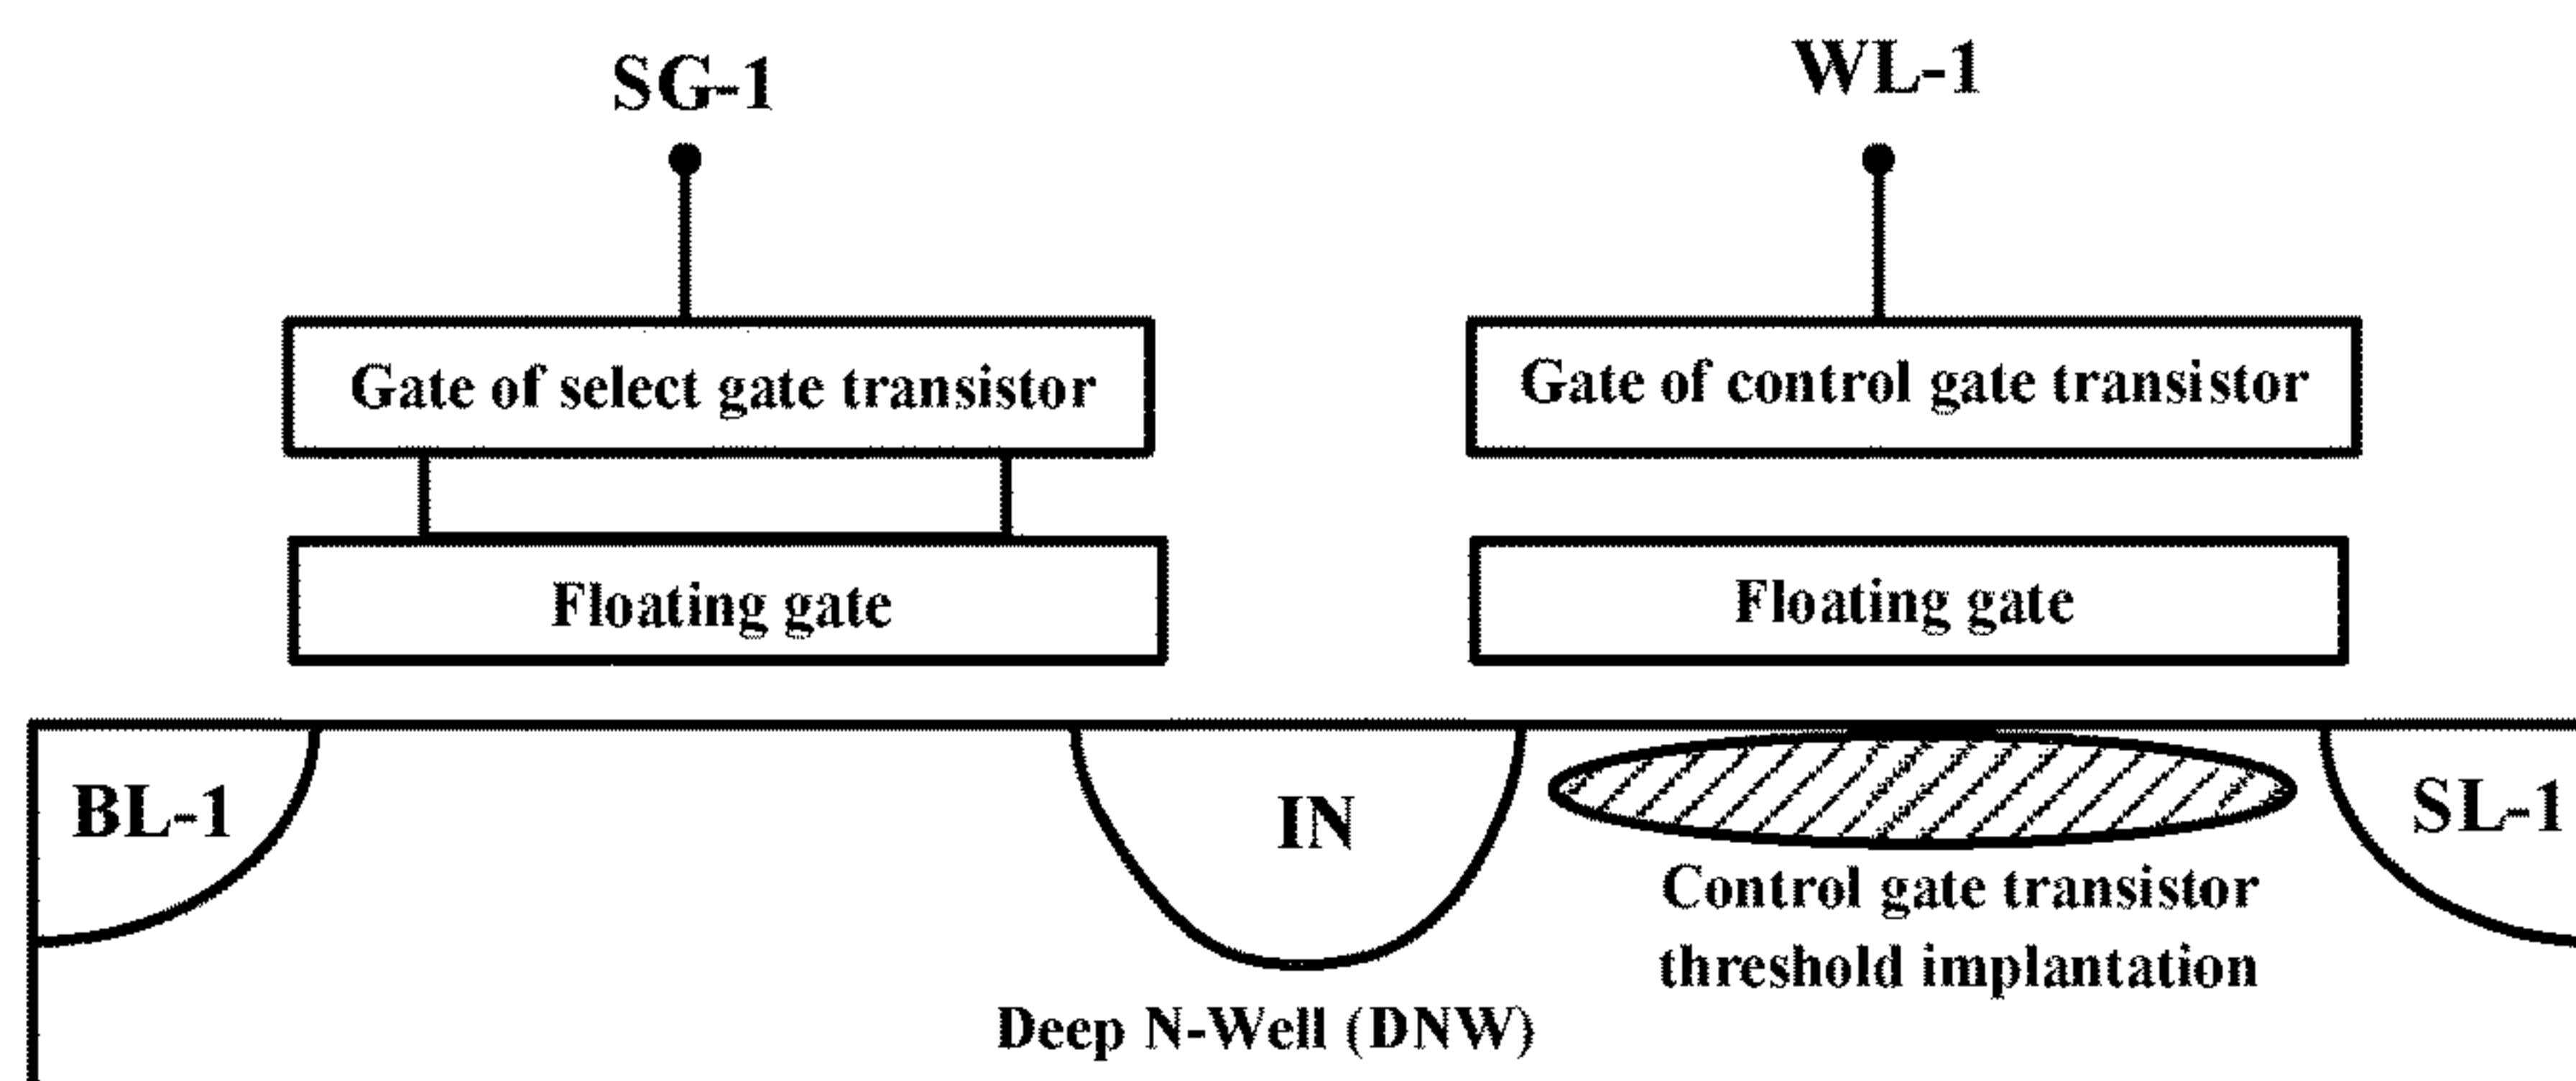 SG-1
WL-1
Gate of select gate transistor
Gate of control gate transistor
Floating gate
Floating gate
BL-1
IN
SL-1
Control gate transistor
threshold implantation
Deep N-Well (DNW)